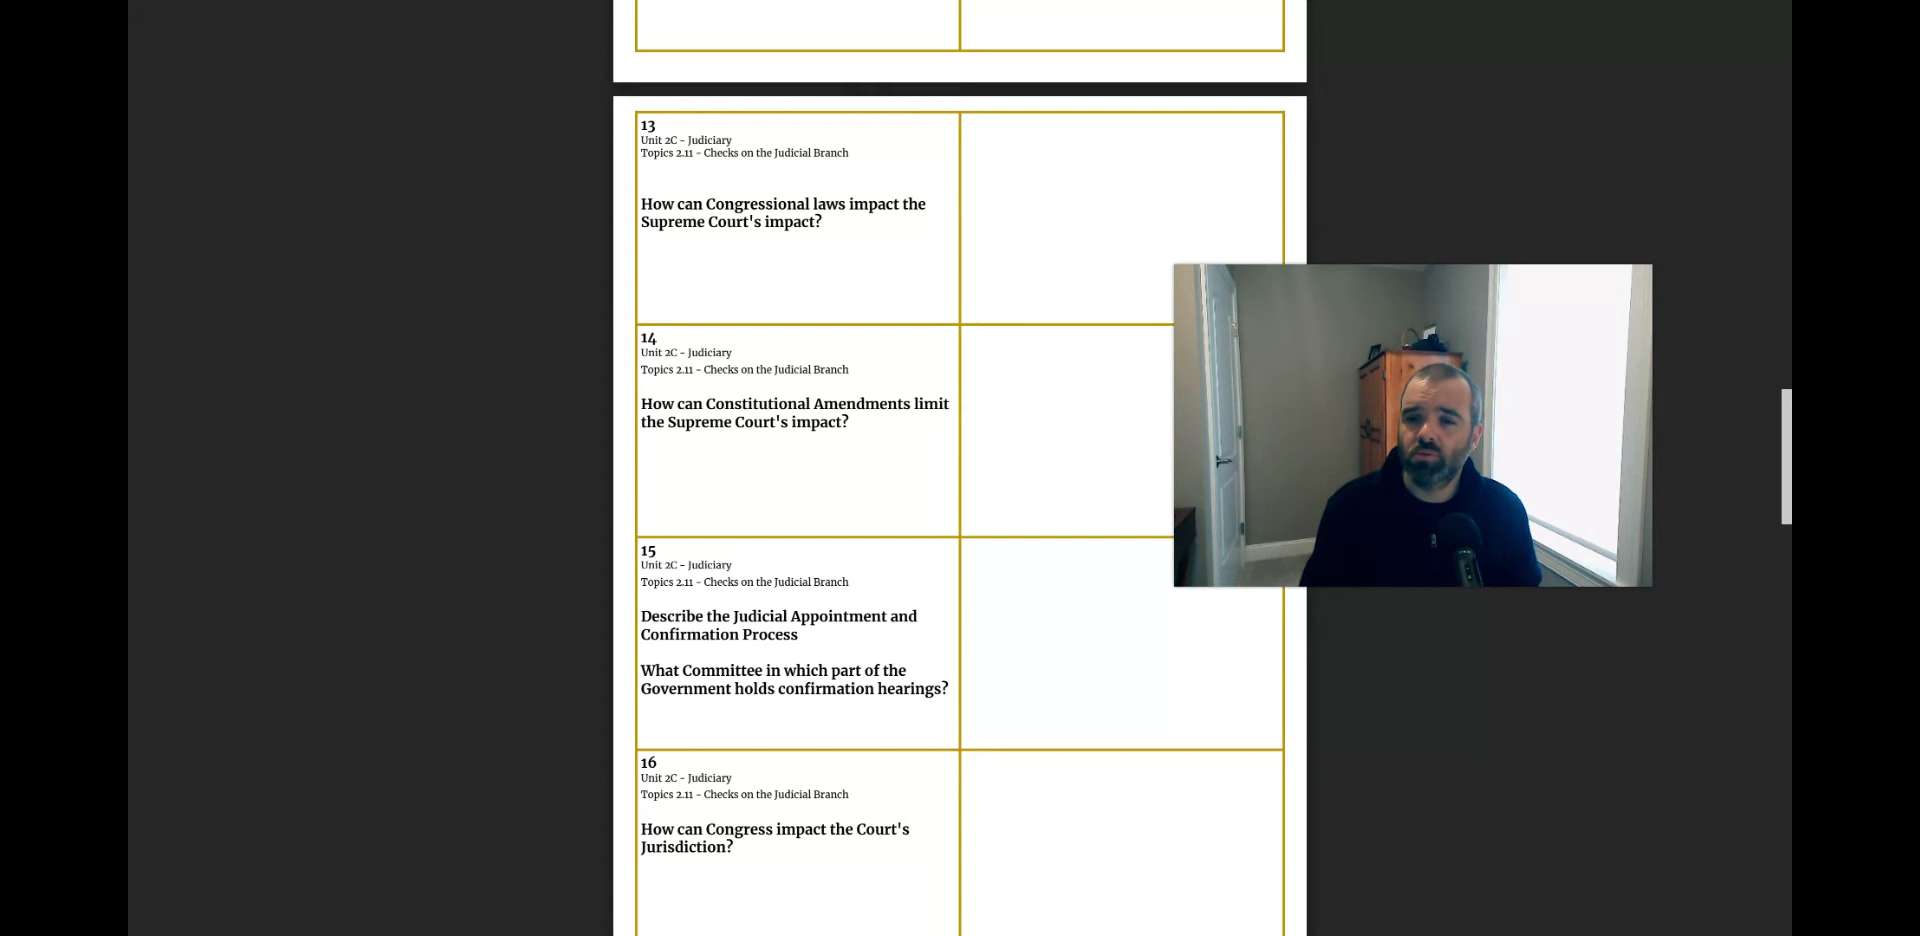 13
Unit 2C - Judiciary
Topics 2.11 - Checks on the Judicial Branch
How can Congressional laws impact the
Supreme Court's impact?
14
Unit 2C - Judiciary
Topics 2.11 - Checks on the Judicial Branch
How can Constitutional Amendments limit
the Supreme Court's impact?
15
Unit 2C - Judiciary
Topics 2.11 - Checks on the Judicial Branch
Describe the Judicial Appointment and
Confirmation Process
What Committee in which part of the
Government holds confirmation hearings?
16
Unit 2C - Judiciary
Topics 2.11 - Checks on the Judicial Branch
How can Congress impact the Court's
Jurisdiction?